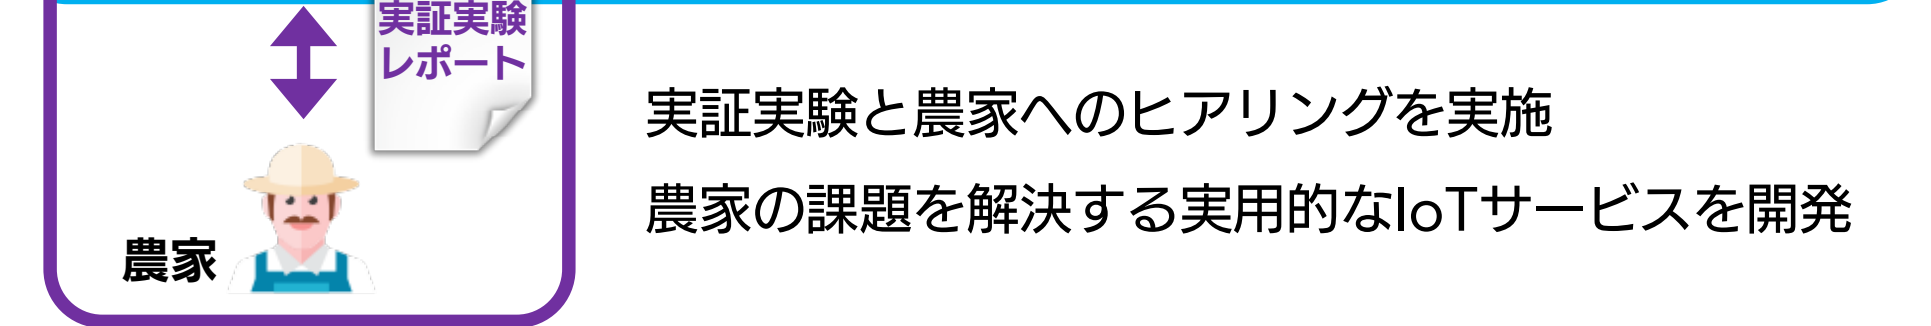 実証実験
レポート
実証実験と農家へのヒアリングを実施
農家の課題を解決する実用的なIoTサービスを開発
農家